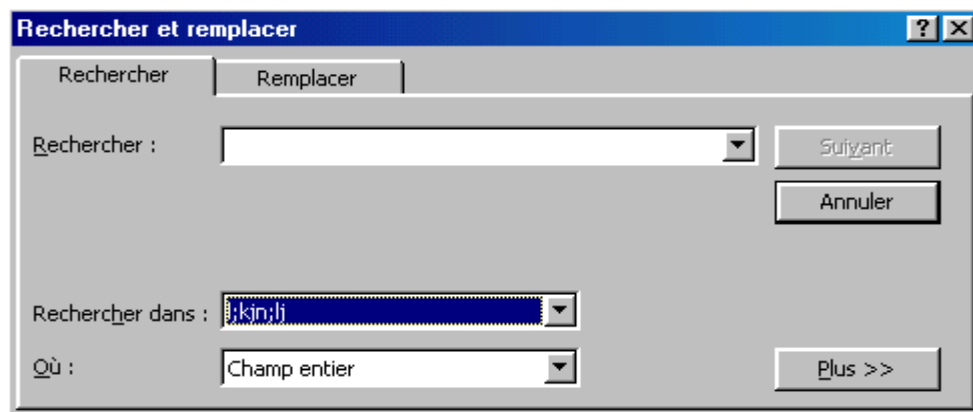 Rechercher et remplacer
Rechercher Remplacer
Rechercher : Suivant
Annuler
Rechercher dans : l;kjn;lj
Où : Champ entier Plus >>